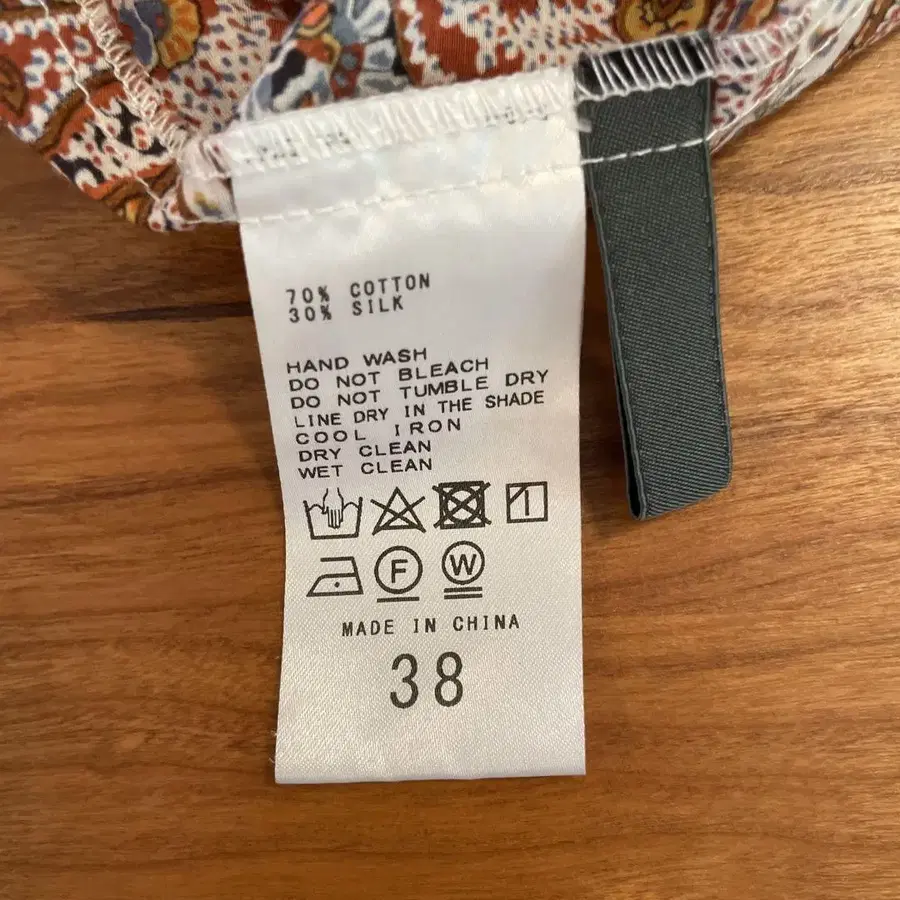 70% COTTON
30% SILK
HAND WASH
DO NOT BLEACH
DO NOT TUMBLE DRY
LINE DRY IN THE SHADE
COOL IRON
DRY CLEAN
WET CLEAN
F
W
MADE IN CHINA
38